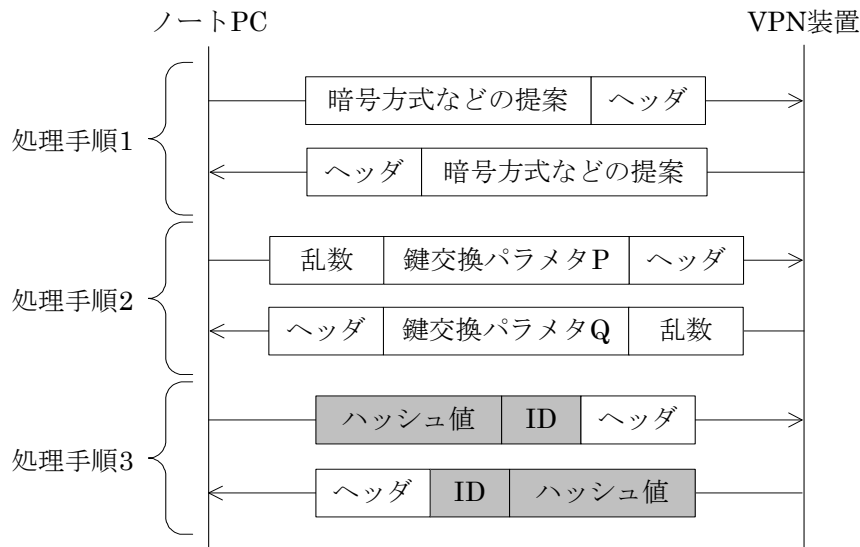 ノートPC VPN装置
処理手順1
暗号方式などの提案 ヘッダ
ヘッダ 暗号方式などの提案
処理手順2
乱数 鍵交換パラメタP ヘッダ
ヘッダ 鍵交換パラメタQ 乱数
処理手順3
ハッシュ値 ID ヘッダ
ヘッダ ID ハッシュ値